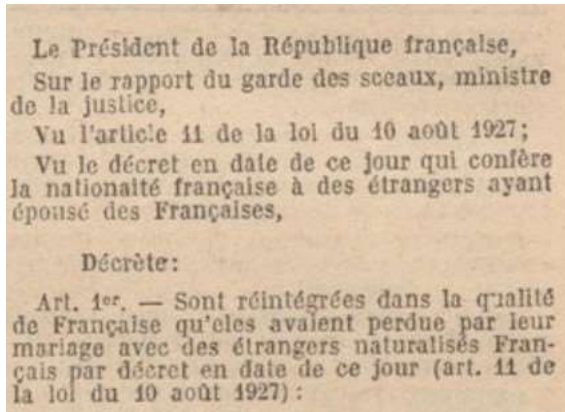 Le Président de la République française,
Sur le rapport du garde des sceaux, ministre
de la justice,
Vu l'article 11 de la loi du 10 août 1927;
Vu le décret en date de ce jour qui confère
la nationaité française à des étrangers ayant
épousé des Françaises,
Décrète:
Art. 1er. — Sont réintégrées dans la qualité
de Française qu'eles avaient perdue par leur
mariage avec des étrangers naturalisés Fran-
çais par décret en date de ce jour (art. 11 de
la loi du 10 août 1927) :